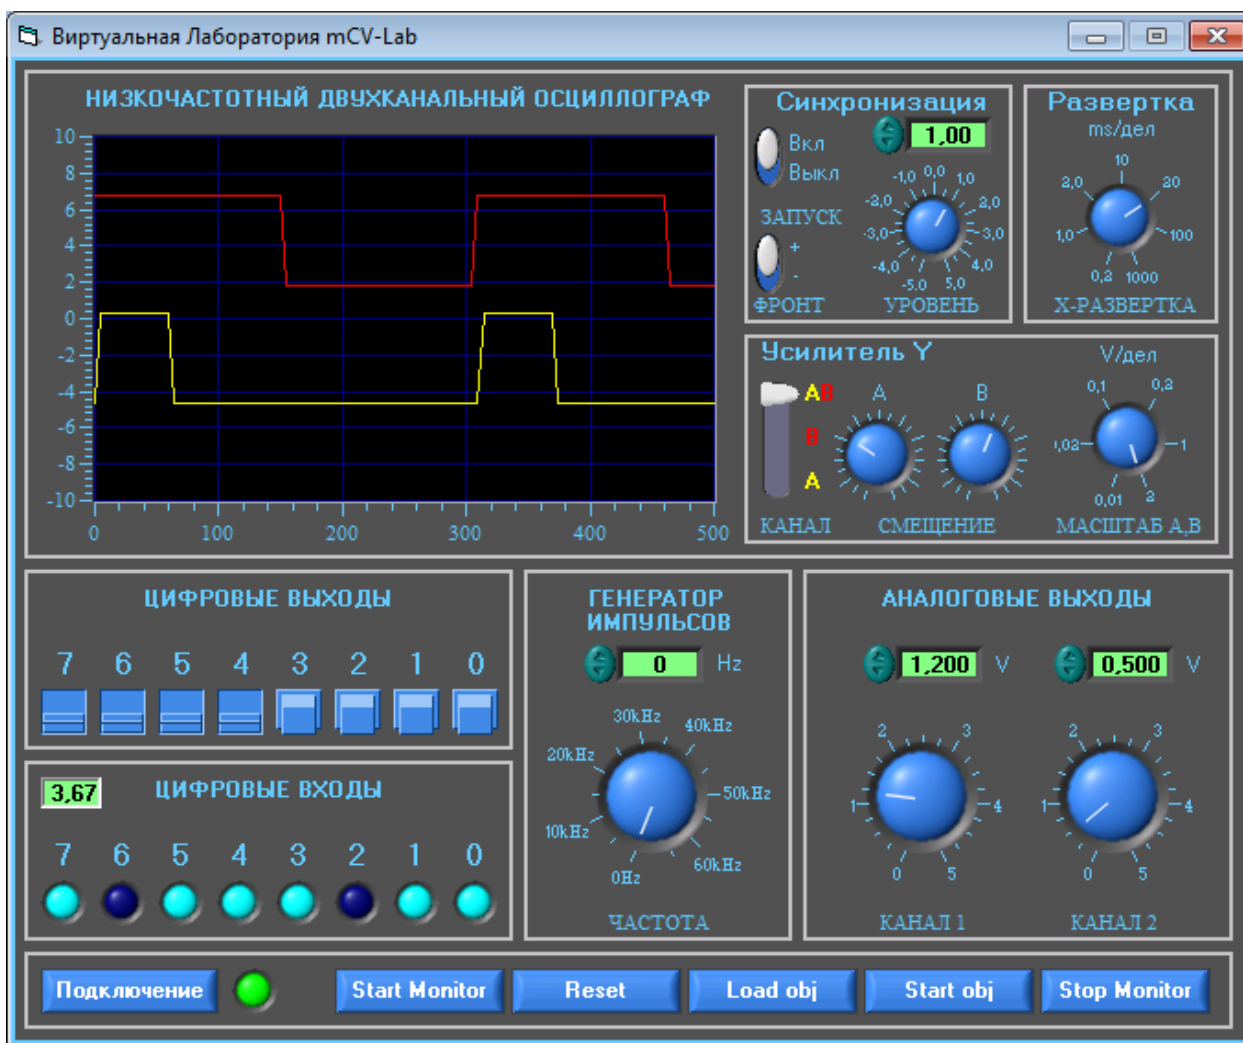 Виртуальная Лаборатория mCV-Lab
НИЗКОЧАСТОТНЫЙ ДВУХКАНАЛЬНЫЙ ОСЦИЛЛОГРАФ
10
8
6
4
2
0
-2
-4
-6
-8
-10
0 100 200 300 400 500
Синхронизация
Вкл
Выкл
1,00
ЗАПУСК
+
-
ФРОНТ
-1,0 0,0 1,0
-2,0 2,0
-3,0 3,0
-4,0 4,0
-5.0 5,0
УРОВЕНЬ
Развертка
ms/дел
10
2,0 20
1,0 100
0,2 1000
X-РАЗВЕРТКА
Усилитель Y
AB
B
A
КАНАЛ
A B
СМЕЩЕНИЕ
V/дел
0,1 0,2
,02 1
0,01 2
МАСШТАБ A,B
ЦИФРОВЫЕ ВЫХОДЫ
7 6 5 4 3 2 1 0
3,67
ЦИФРОВЫЕ ВХОДЫ
7 6 5 4 3 2 1 0
ГЕНЕРАТОР
ИМПУЛЬСОВ
0 Hz
30kHz 40kHz
20kHz 50kHz
10kHz 60kHz
0Hz
ЧАСТОТА
АНАЛОГОВЫЕ ВЫХОДЫ
1,200 V 0,500 V
2 3 2 3
1 4 1 4
0 5 0 5
КАНАЛ 1 КАНАЛ 2
Подключение Start Monitor Reset Load obj Start obj Stop Monitor